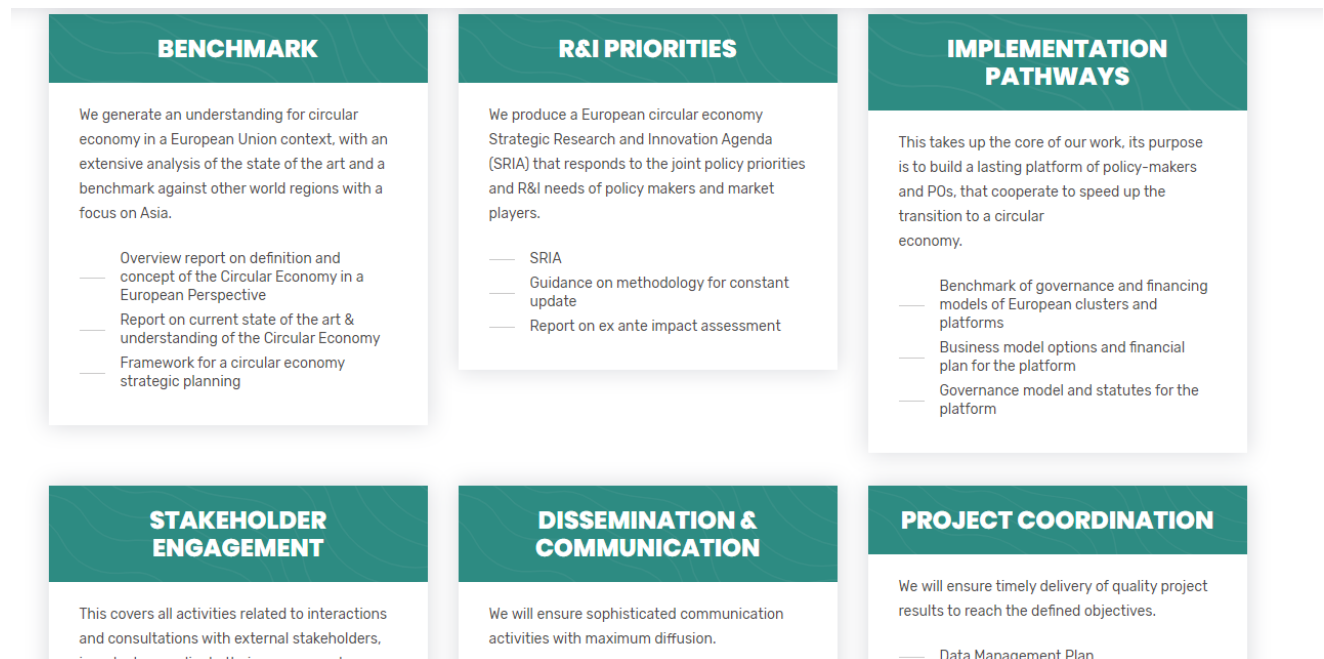 BENCHMARK
We generate an understanding for circular
economy in a European Union context, with an
extensive analysis of the state of the art and a
benchmark against other world regions with a
focus on Asia.
Overview report on definition and
concept of the Circular Economy in a
European Perspective
Report on current state of the art &
understanding of the Circular Economy
Framework for a circular economy
strategic planning
R&I PRIORITIES
We produce a European circular economy
Strategic Research and Innovation Agenda
(SRIA) that responds to the joint policy priorities
and R&I needs of policy makers and market
players.
SRIA
Guidance on methodology for constant
update
Report on ex ante impact assessment
IMPLEMENTATION
PATHWAYS
This takes up the core of our work, its purpose
is to build a lasting platform of policy-makers
and POs, that cooperate to speed up the
transition to a circular
economy.
Benchmark of governance and financing
models of European clusters and
platforms
Business model options and financial
plan for the platform
Governance model and statutes for the
platform
STAKEHOLDER
ENGAGEMENT
This covers all activities related to interactions
and consultations with external stakeholders,
DISSEMINATION &
COMMUNICATION
We will ensure sophisticated communication
activities with maximum diffusion.
PROJECT COORDINATION
We will ensure timely delivery of quality project
results to reach the defined objectives.
Data Management Plan